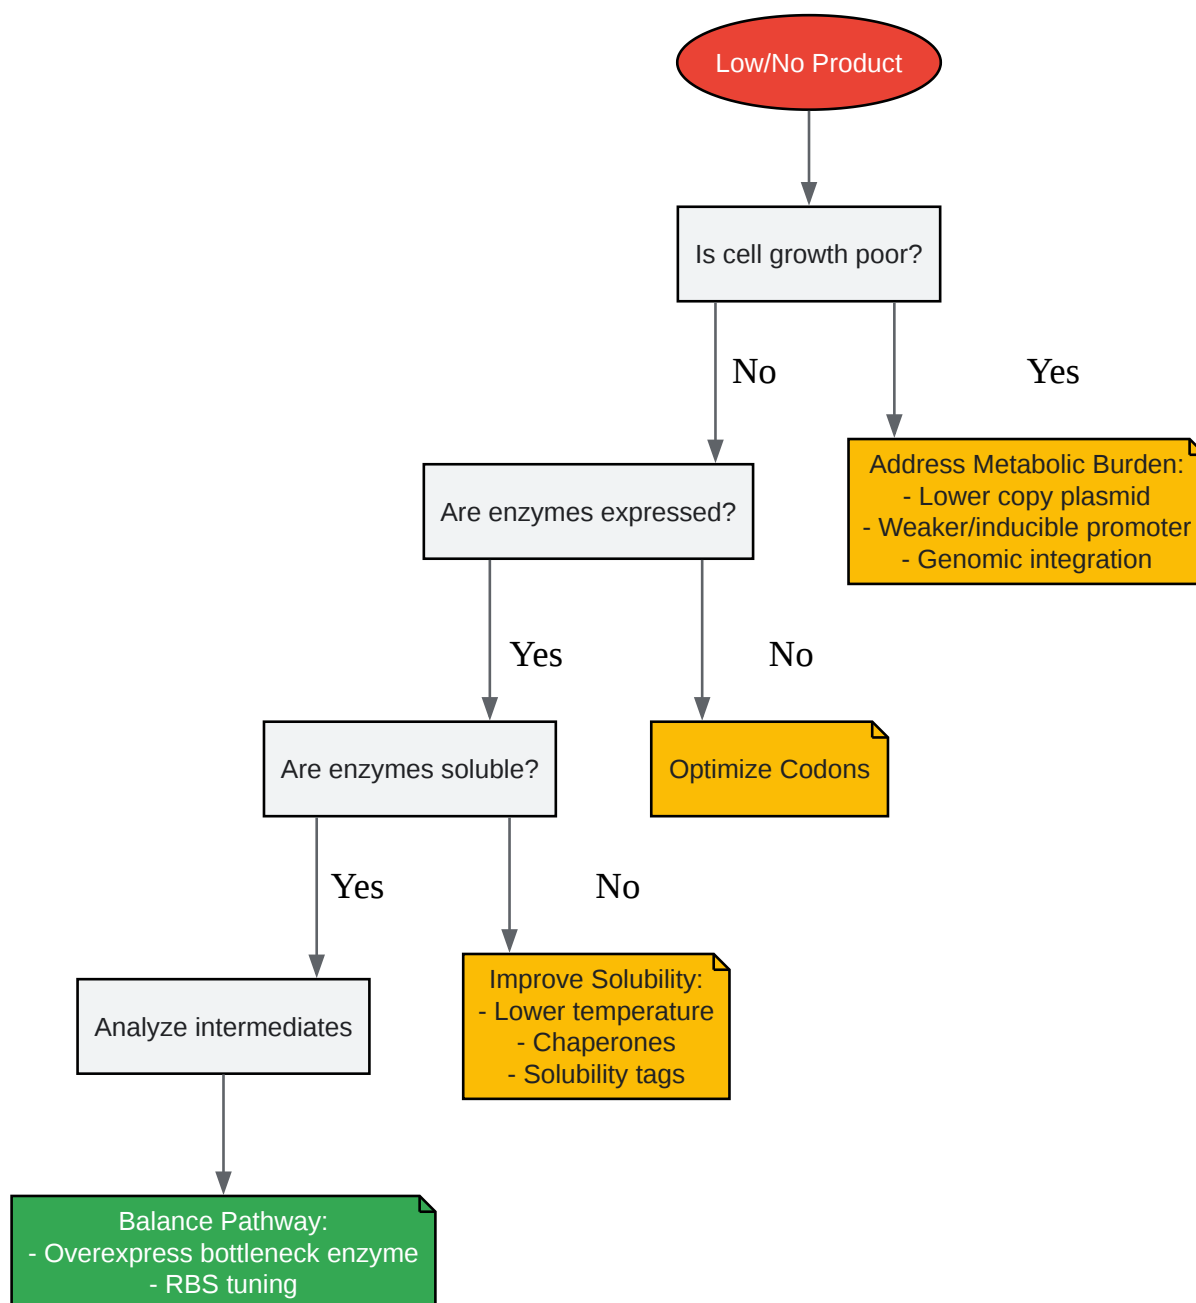 Low/No Product
Is cell growth poor?
No
Yes
Address Metabolic Burden:
- Lower copy plasmid
- Weaker/inducible promoter
- Genomic integration
Are enzymes expressed?
Yes
No
Are enzymes soluble?
Optimize Codons
Yes
No
Improve Solubility:
- Lower temperature
- Chaperones
- Solubility tags
Analyze intermediates
Balance Pathway:
- Overexpress bottleneck enzyme
- RBS tuning